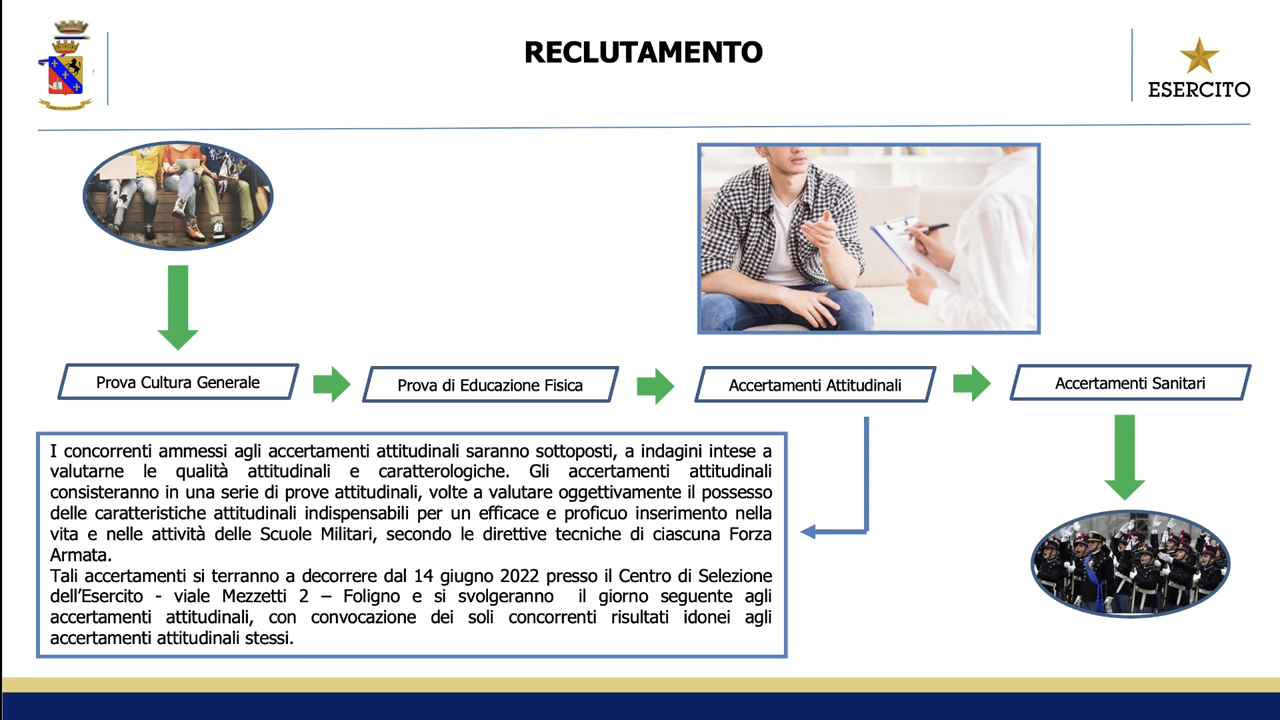 RECLUTAMENTO
ESERCITO
Prova Cultura Generale
Prova di Educazione Fisica
Accertamenti Attitudinali
Accertamenti Sanitari
I concorrenti ammessi agli accertamenti attitudinali saranno sottoposti, a indagini intese a
valutarne le qualità attitudinali e caratterologiche. Gli accertamenti attitudinali
consisteranno in una serie di prove attitudinali, volte a valutare oggettivamente il possesso
delle caratteristiche attitudinali indispensabili per un efficace e proficuo inserimento nella
vita e nelle attività delle Scuole Militari, secondo le direttive tecniche di ciascuna Forza
Armata.
Tali accertamenti si terranno a decorrere dal 14 giugno 2022 presso il Centro di Selezione
dell’Esercito - viale Mezzetti 2 – Foligno e si svolgeranno il giorno seguente agli
accertamenti attitudinali, con convocazione dei soli concorrenti risultati idonei agli
accertamenti attitudinali stessi.